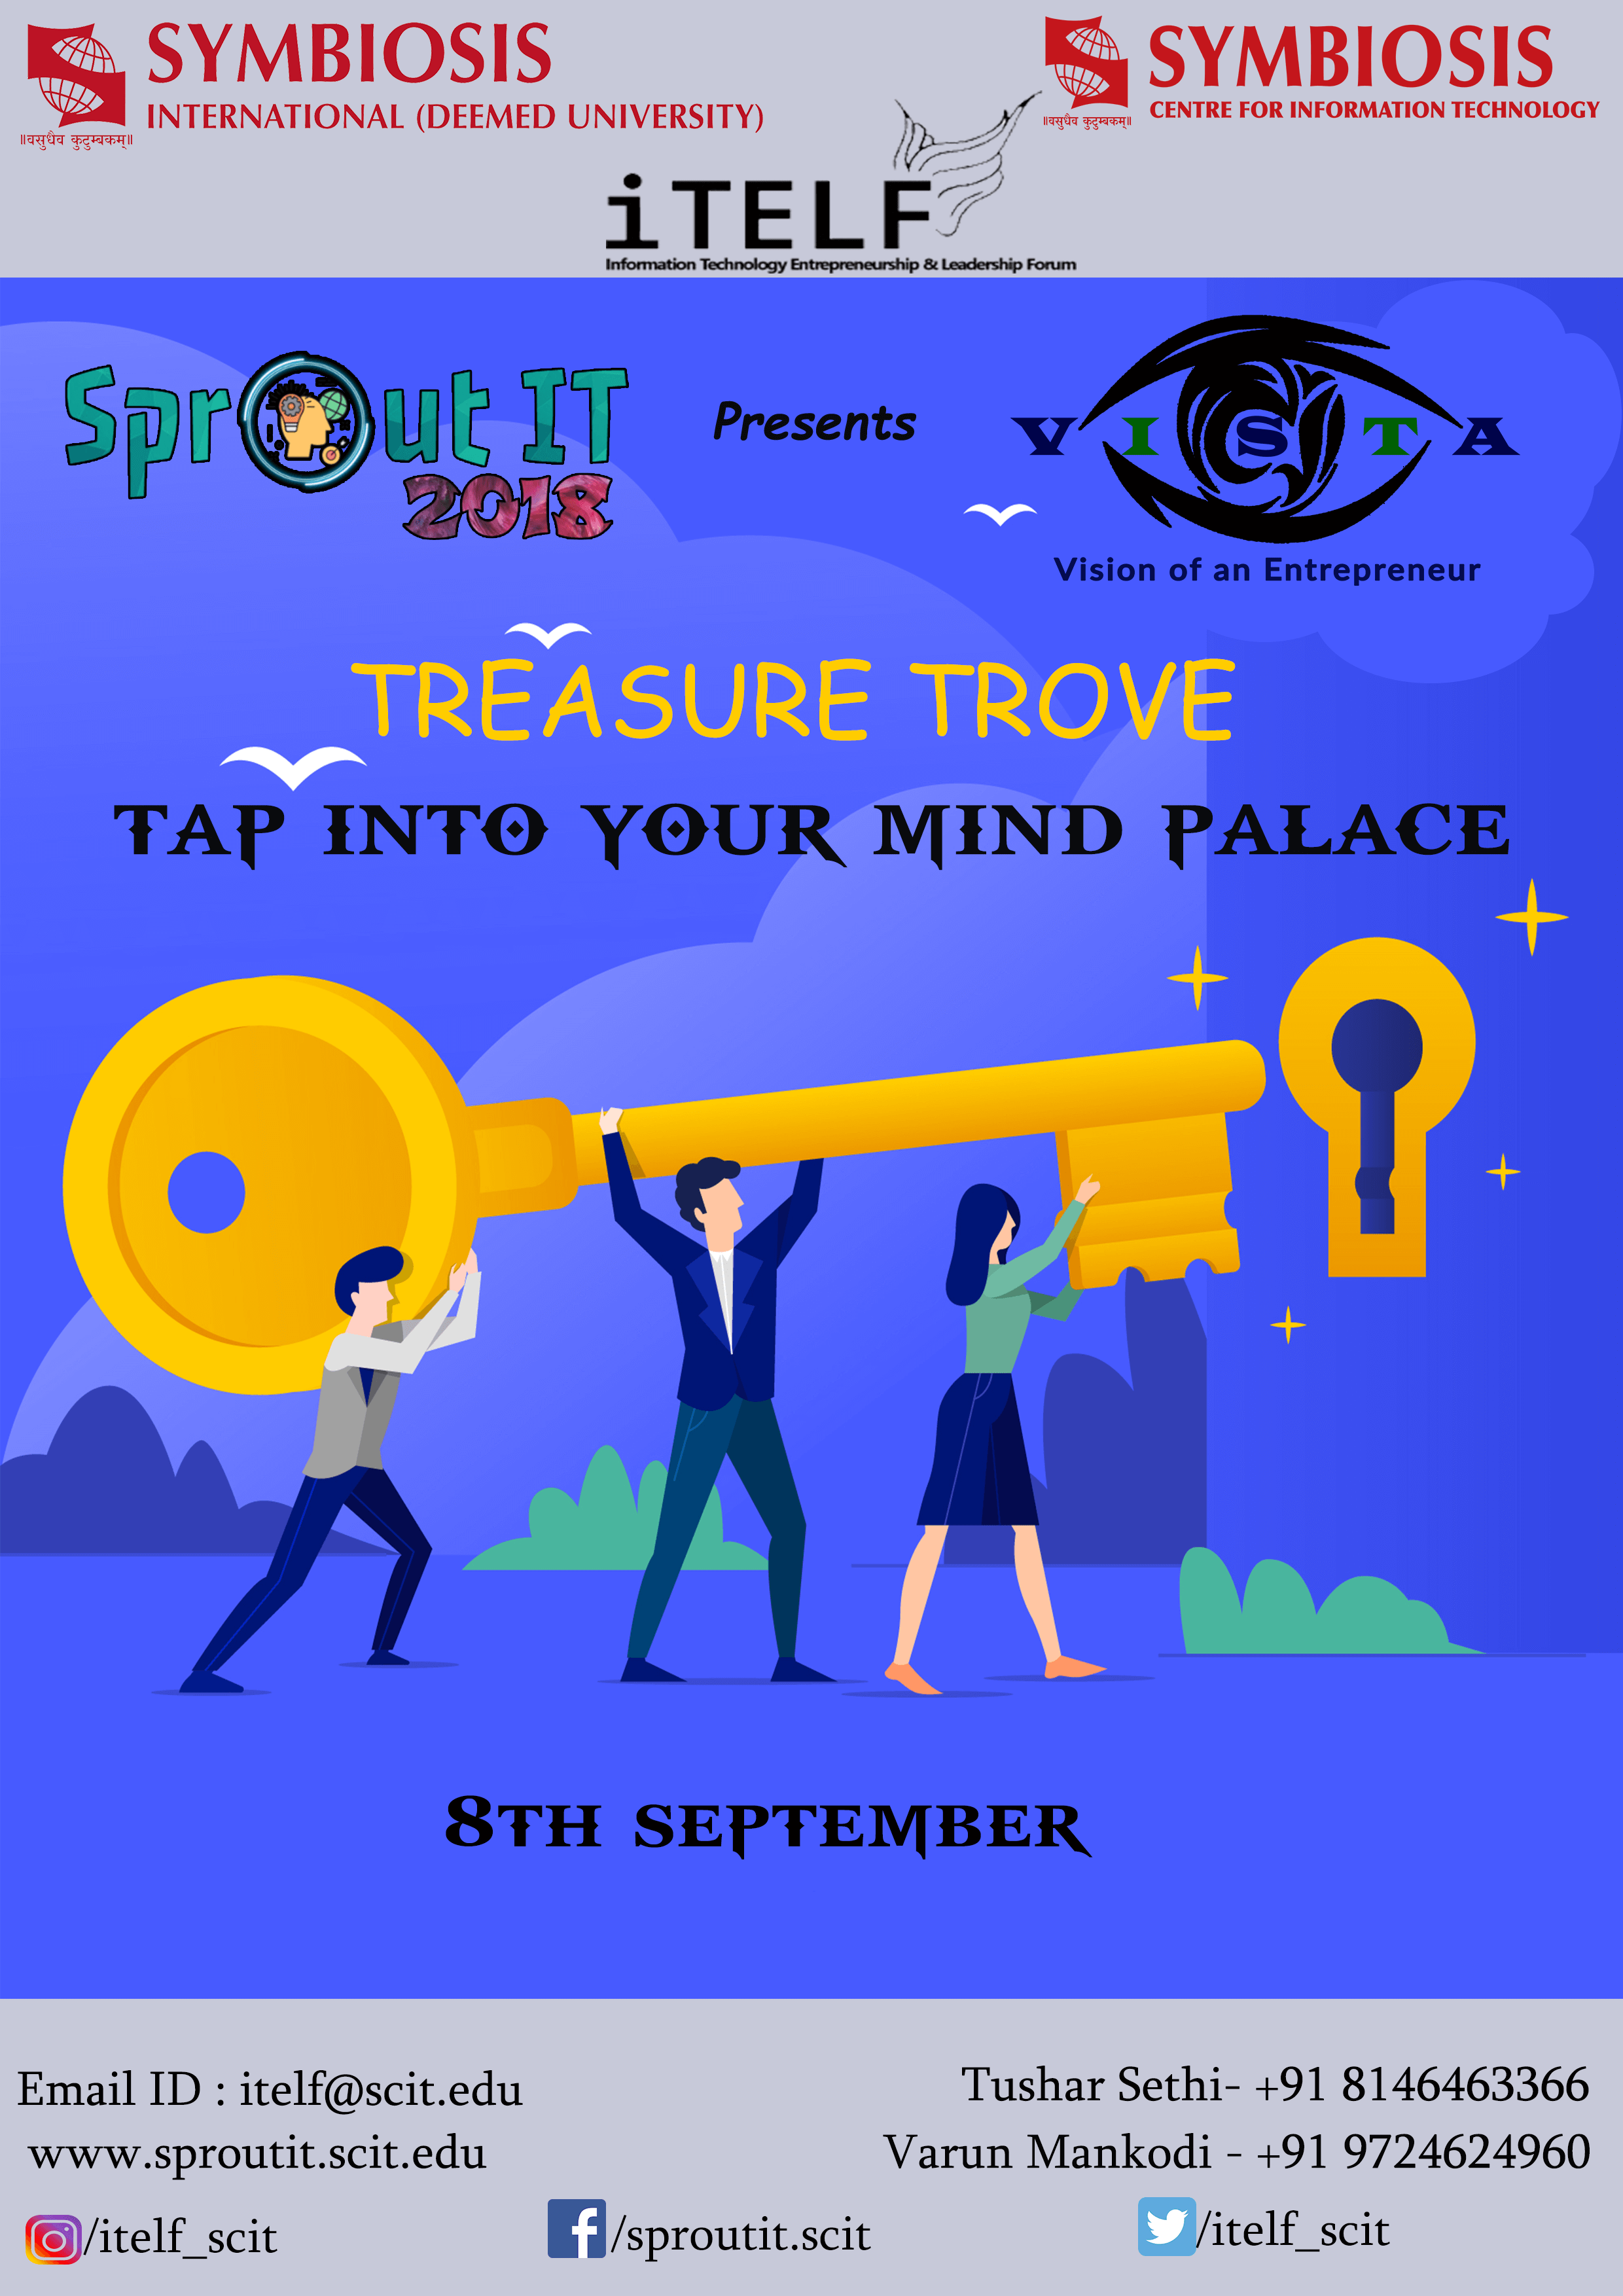 SYMBIOSIS
INTERNATIONAL (DEEMED UNIVERSITY)
॥वसुधैव कुटुम्बकम्॥
SYMBIOSIS
CENTRE FOR INFORMATION TECHNOLOGY
॥वसुधैव कुटुम्बकम्॥
iTELF
Information Technology Entrepreneurship & Leadership Forum
Sprout IT
2018
Presents
VISTA
Vision of an Entrepreneur
TREASURE TROVE
TAP INTO YOUR MIND PALACE
8TH SEPTEMBER
Email ID : itelf@scit.edu
www.sproutit.scit.edu
Tushar Sethi- +91 8146463366
Varun Mankodi - +91 9724624960
/itelf_scit
/sproutit.scit
/itelf_scit